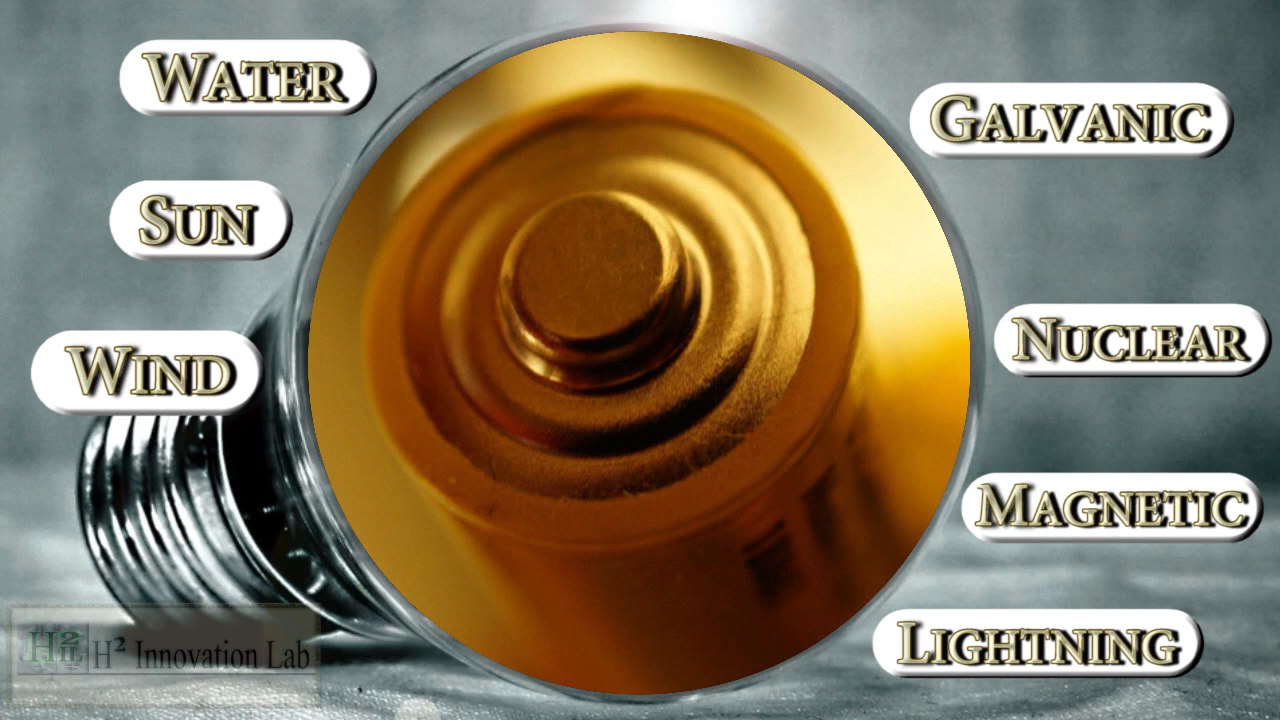 Water
Sun
Wind
Galvanic
Nuclear
Magnetic
Lightning
H² Innovation Lab